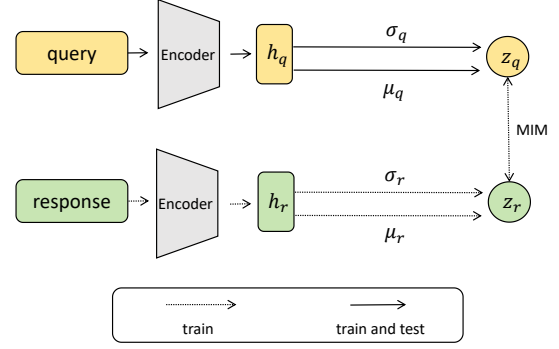 query
Encoder
h_q
σ_q
μ_q
z_q
MIM
response
Encoder
h_r
σ_r
μ_r
z_r
train
train and test